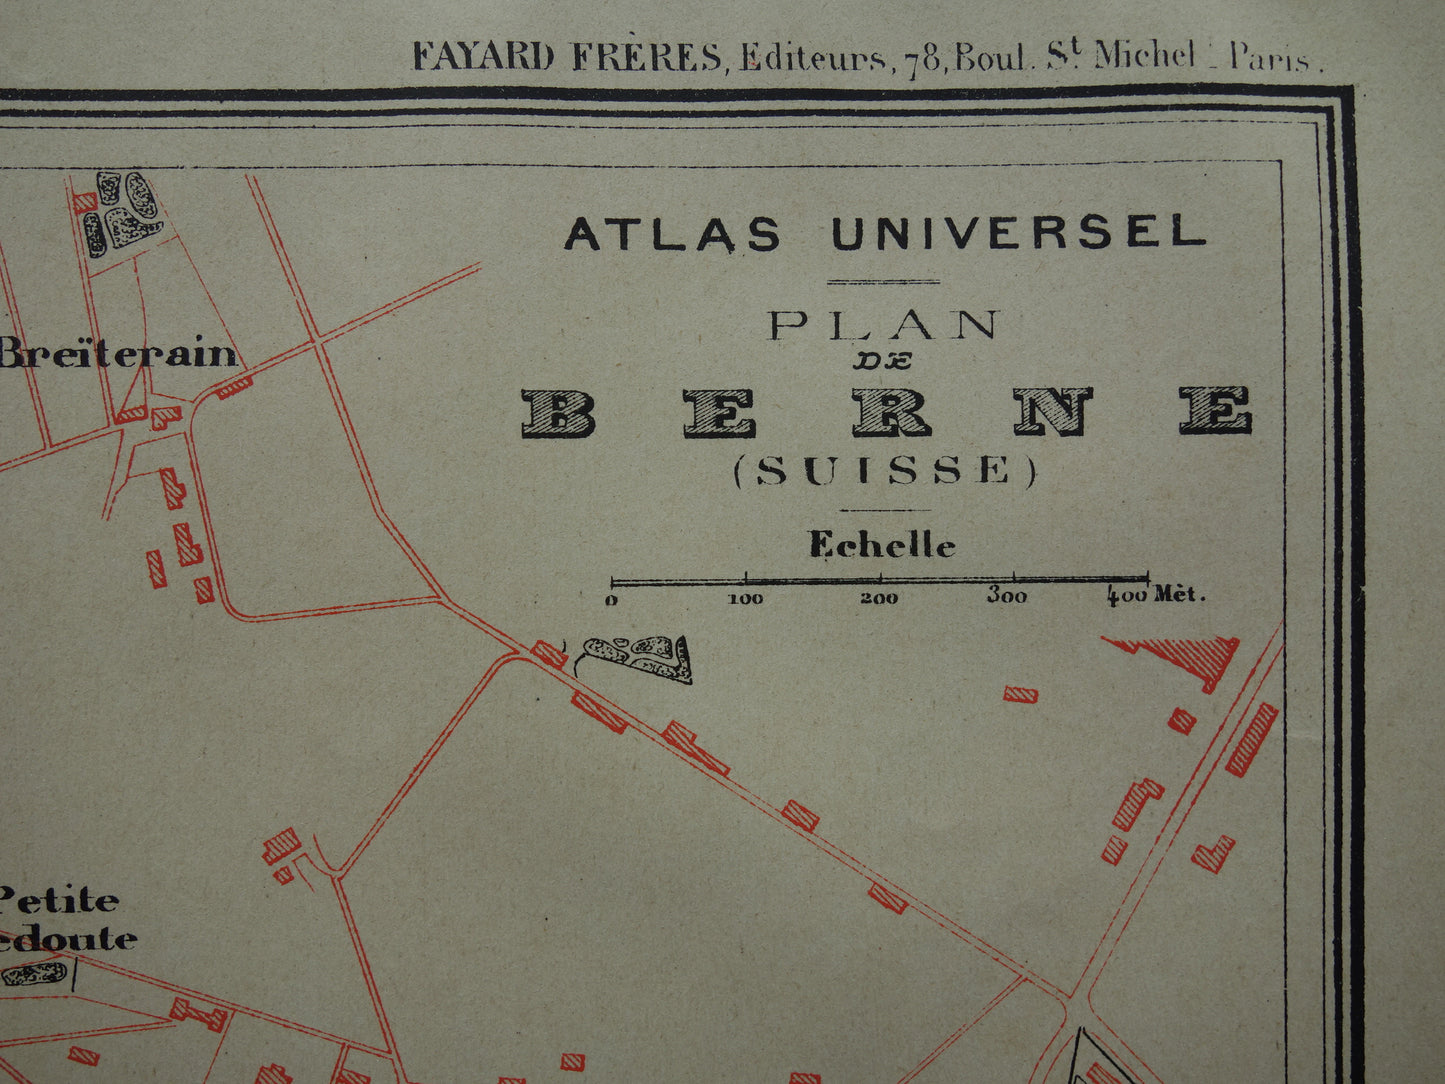 FAYARD FRÈRES, Editeurs, 78, Boul. St. Michel - Paris.
ATLAS UNIVERSEL
PLAN
DE
BERNE
(SUISSE)
Echelle
0 100 200 300 400 Mèt.
Breïterain
Petite
edoute